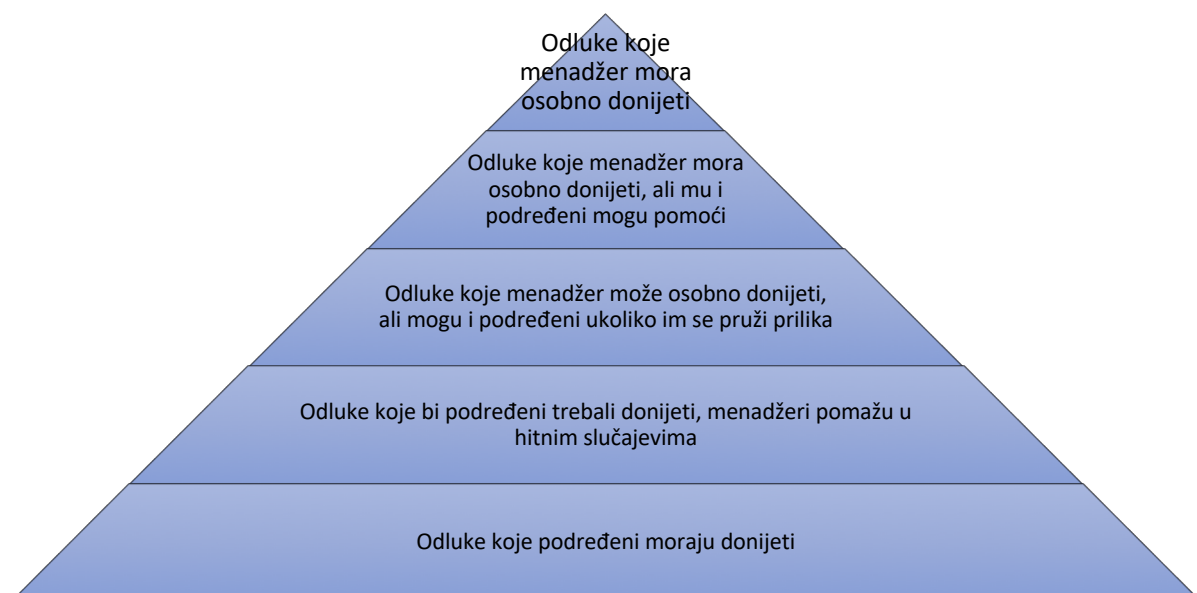 Odluke koje
menadžer mora
osobno donijeti
Odluke koje menadžer mora
osobno donijeti, ali mu i
podređeni mogu pomoći
Odluke koje menadžer može osobno donijeti,
ali mogu i podređeni ukoliko im se pruži prilika
Odluke koje bi podređeni trebali donijeti, menadžeri pomažu u
hitnim slučajevima
Odluke koje podređeni moraju donijeti